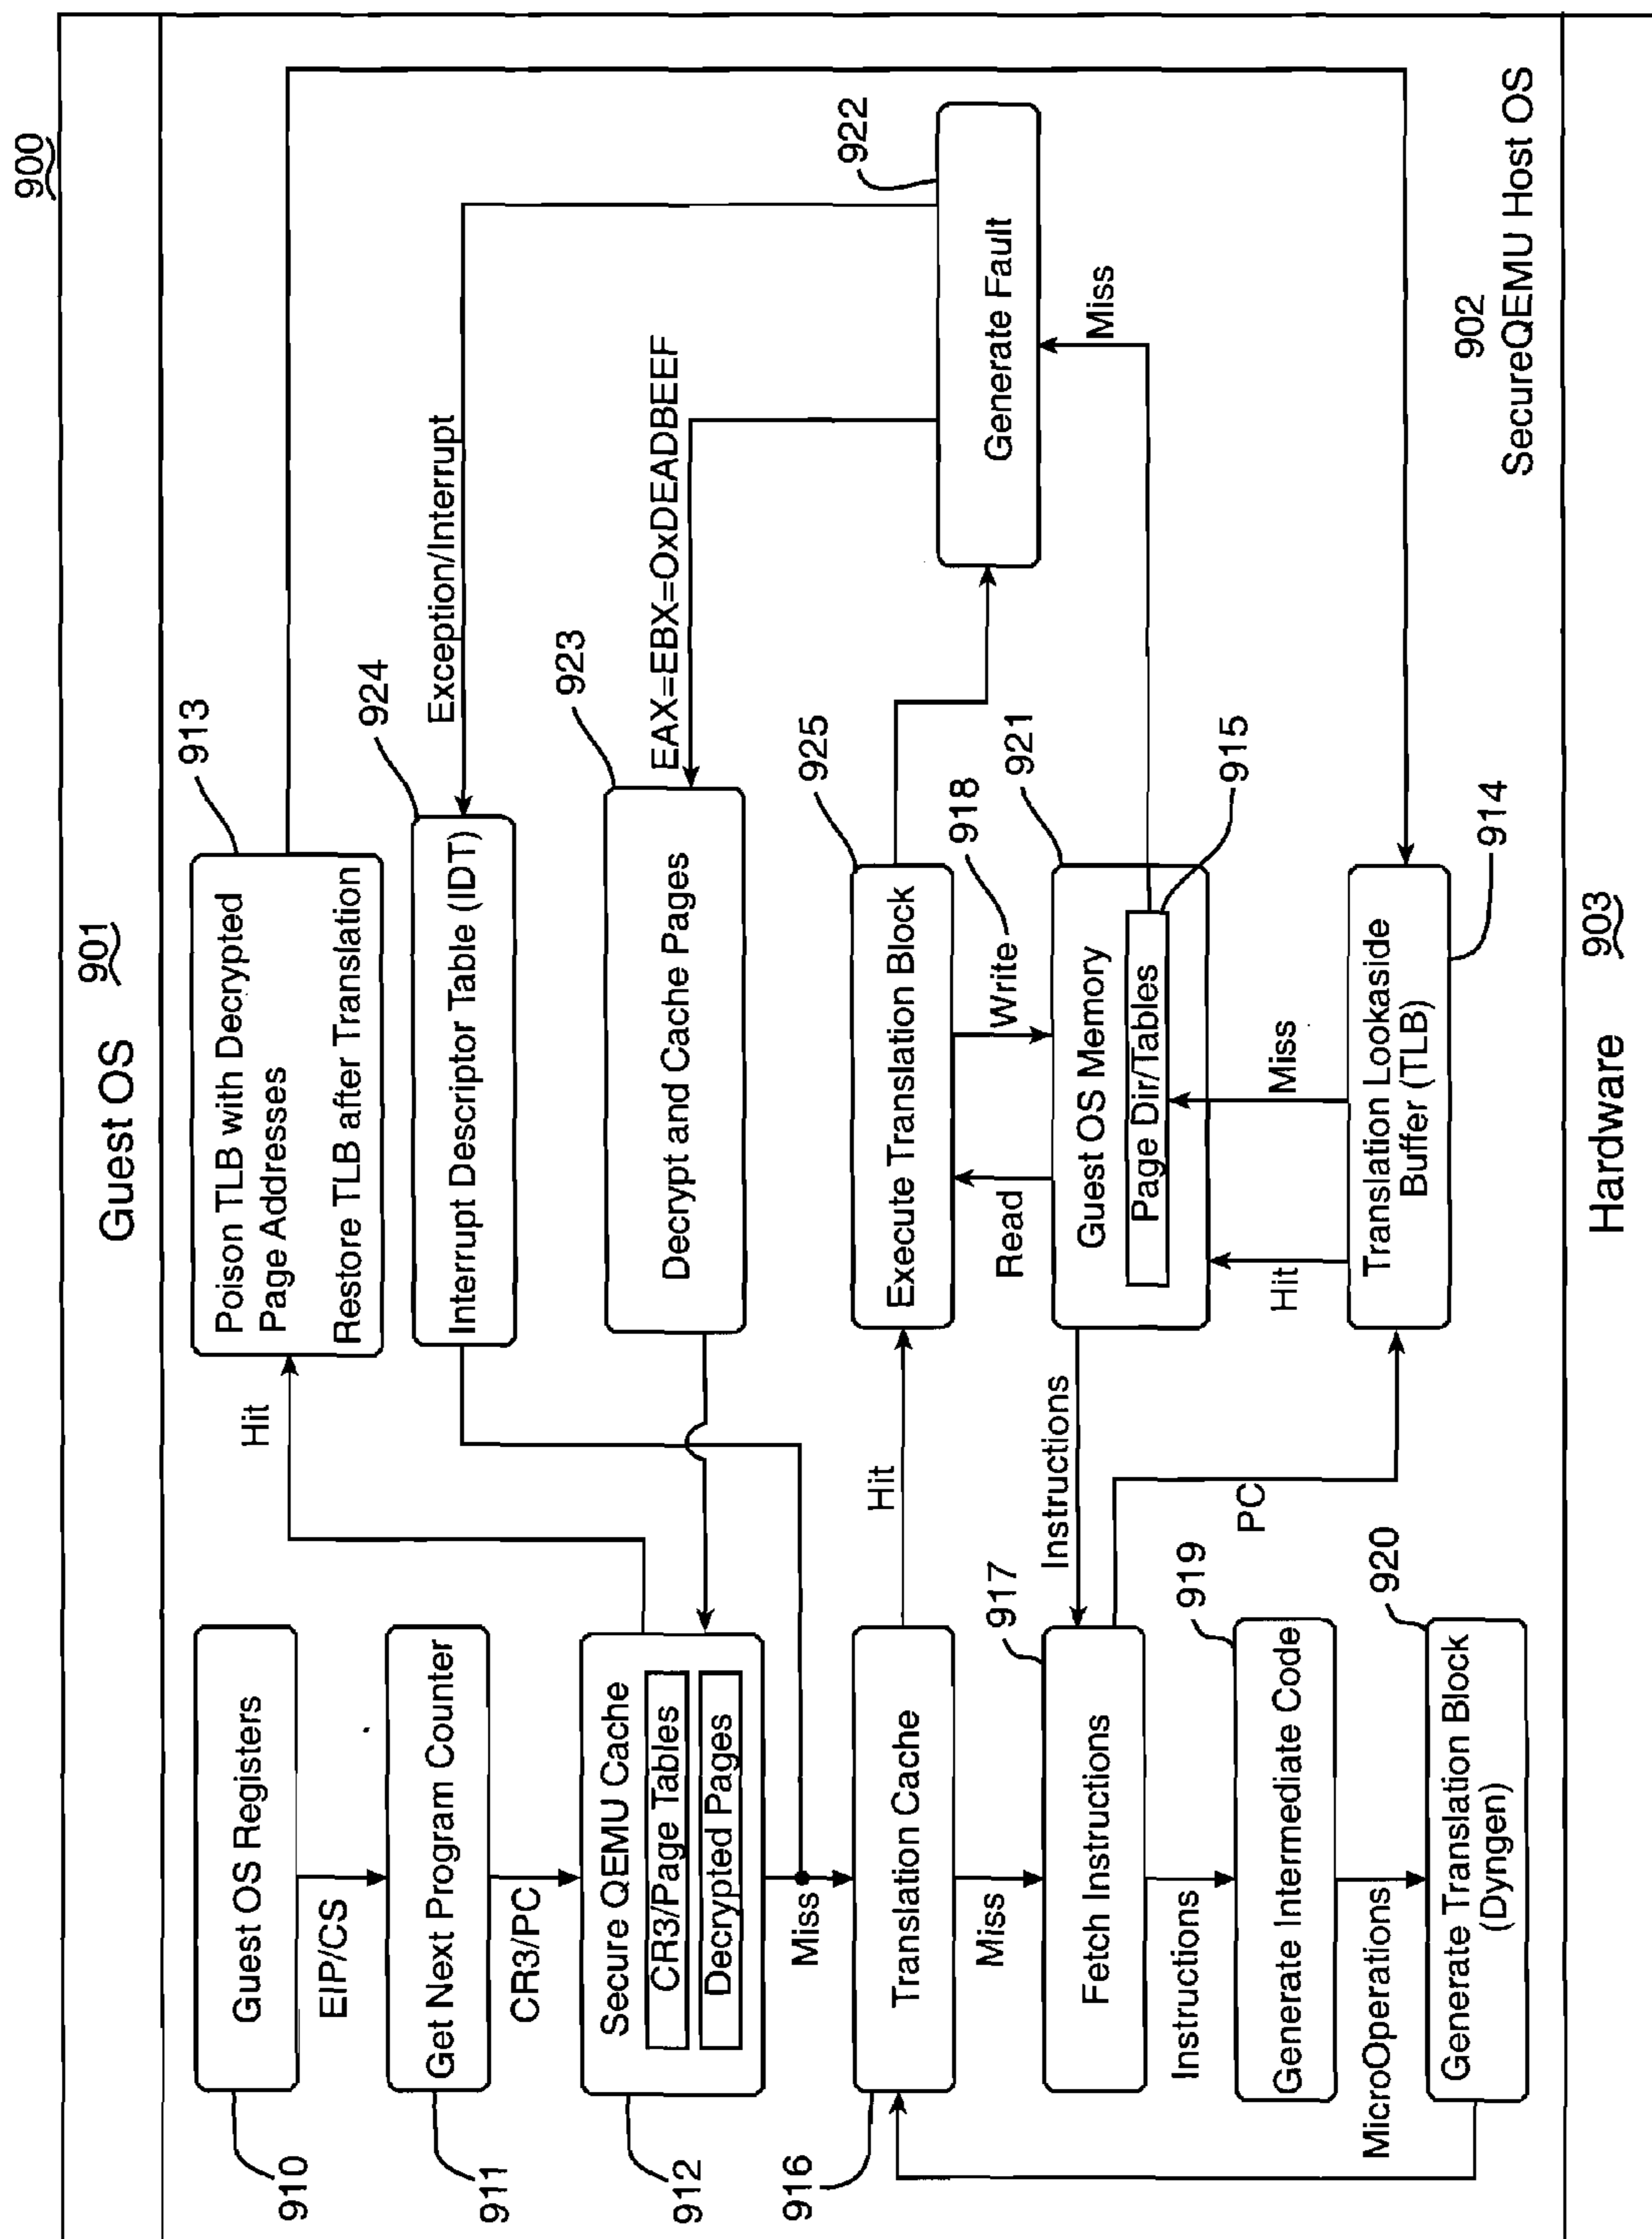 900
Guest OS 901
910
Guest OS Registers
EIP/CS
911
Get Next Program Counter
CR3/PC
912
Secure QEMU Cache
CR3/Page Tables
Decrypted Pages
Miss
916
Translation Cache
Miss
917
Fetch Instructions
Instructions
919
Generate Intermediate Code
MicroOperations
920
Generate Translation Block
(Dyngen)
Hit
913
Poison TLB with Decrypted
Page Addresses
Restore TLB after Translation
924
Interrupt Descriptor Table (IDT)
Exception/Interrupt
923
Decrypt and Cache Pages
EAX=EBX=OxDEADBEEF
Hit
925
Execute Translation Block
Read
Write
918
921
Guest OS Memory
Page Dir/Tables
915
Instructions
PC
Hit
Miss
Translation Lookaside
Buffer (TLB)
914
922
Generate Fault
Miss
902
SecureQEMU Host OS
Hardware 903